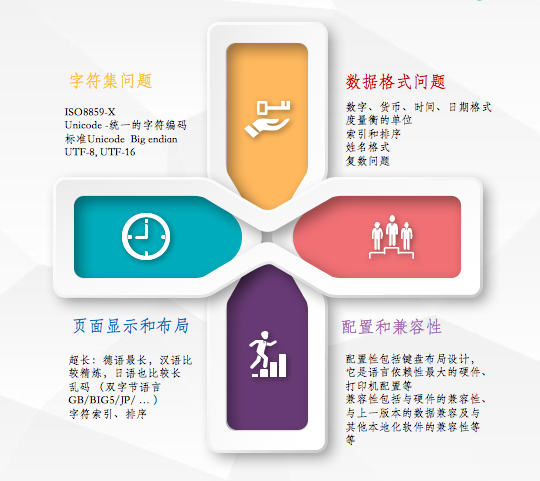 字符集问题
ISO8859-X
Unicode -统一的字符编码
标准Unicode Big endian
UTF-8, UTF-16
数据格式问题
数字、货币、时间、日期格式
度量衡的单位
索引和排序
姓名格式
复数问题
页面显示和布局
超长：德语最长，汉语比
较精炼，日语也比较长
乱码 （双字节语言
GB/BIG5/JP/ … ）
字符索引、排序
配置和兼容性
配置性包括键盘布局设计，
它是语言依赖性最大的硬件、
打印机配置等
兼容性包括与硬件的兼容性、
与上一版本的数据兼容及与
其他本地化软件的兼容性等
等